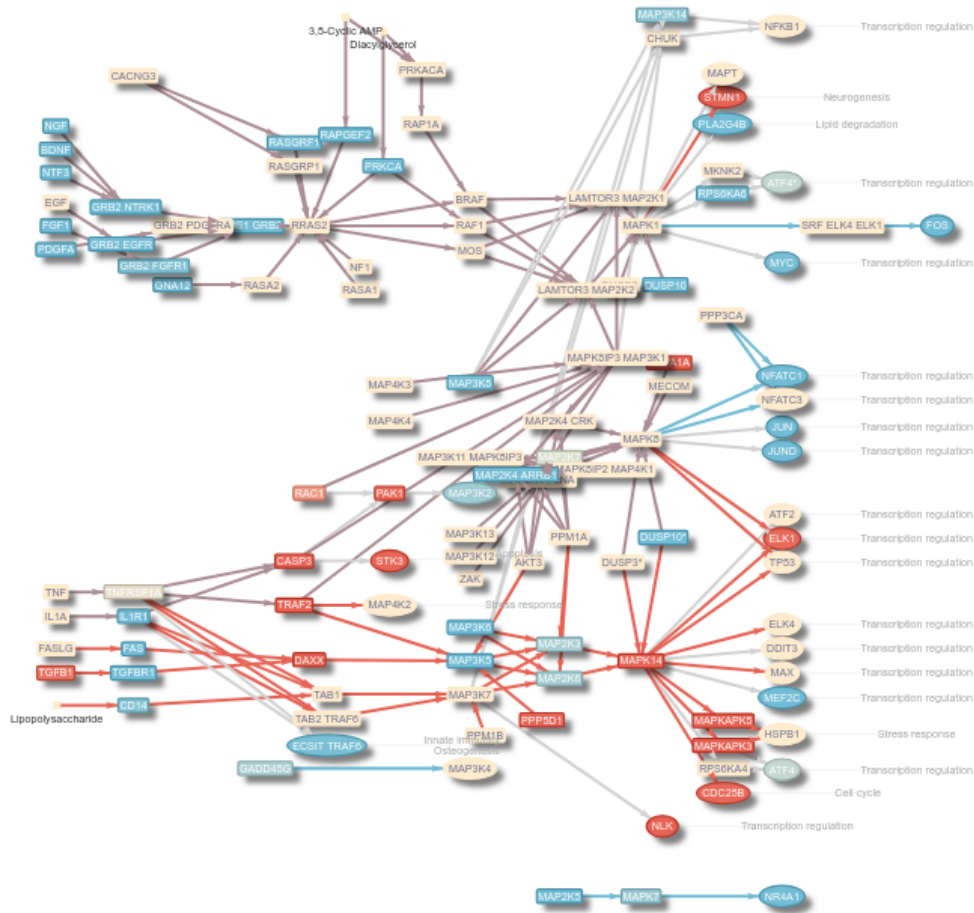 MAP3K14
NFKB1
Transcription regulation
3,5-Cyclic AMP
CHUK
Diacylglycerol
PRKACA
MAPT
CACNG3
STMN1
Neurogenesis
NGF
RAP1A
PLA2G4B
Lipid degradation
RAPGEF2
RASGRF1
BDNF
RASGRP1
PRKCA
NTF3
MKNK2
ATF4*
Transcription regulation
RPS6KA6
EGF
GRB2 NTRK1
BRAF
LAMTOR3 MAP2K1
FGF1
RRAS2
RAF1
MAPK1
SRF ELK4 ELK1
FOS
PDGFA
GRB2 EGFR
MOS
GRB2 FGFR1
NF1
MYC
Transcription regulation
GNA12
RASA2
RASA1
LAMTOR3 MAP2K2
DUSP10
PPP3CA
MAPK5IP3 MAP3K1
MAP4K3
MAP3K5
MECOM
NFATC1
Transcription regulation
NFATC3
Transcription regulation
MAP4K4
MAP2K4 CRK
JUN
Transcription regulation
MAPK8
JUND
Transcription regulation
MAP3K11 MAPK5IP3
MAP2K7
MAP2K4 ARRB1
MAPK5IP2 MAP4K1
RAC1
PAK1
MAP3K2
ATF2
Transcription regulation
MAP3K13
PPM1A
DUSP10*
ELK1
Transcription regulation
MAP3K12
Apoptosis
CASP3
STK3
AKT3
DUSP3*
TP53
Transcription regulation
ZAK
TNF
TNFRSF1A
TRAF2
MAP4K2
Stress response
IL1A
IL1R1
MAP3K6
ELK4
Transcription regulation
FASLG
FAS
MAP2K3
DDIT3
Transcription regulation
DAXX
MAP3K5
MAPK14
TGFB1
TGFBR1
MAP2K6
MAX
Transcription regulation
TAB1
MAP3K7
MEF2C
Transcription regulation
CD14
Lipopolysaccharide
TAB2 TRAF6
PPP5D1
MAPKAPK5
PPM1B
HSPB1
Stress response
ECSIT TRAF6
Innate
Osteogenesis
MAPKAPK3
GADD45G
MAP3K4
RPS6KA4
ATF4
Transcription regulation
CDC25B
Cell cycle
NLK
Transcription regulation
MAP2K5
MAPK7
NR4A1